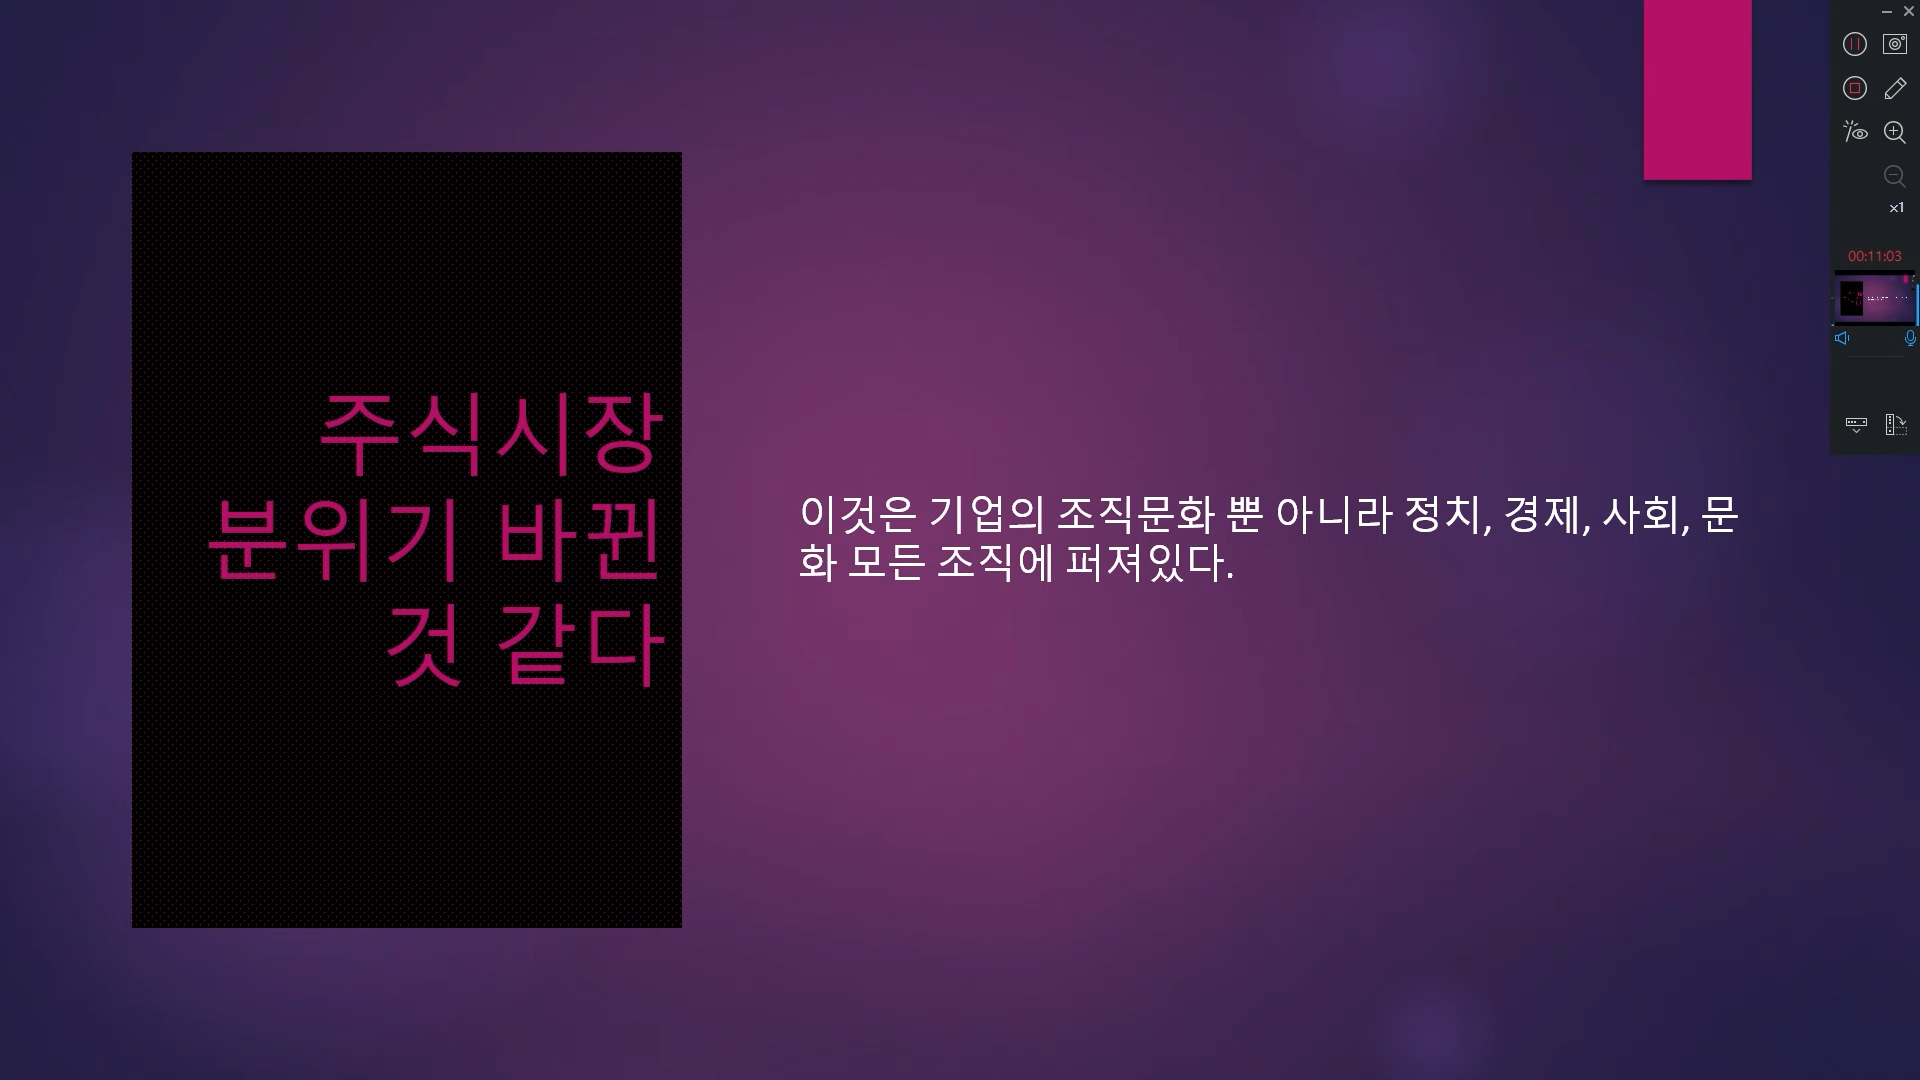 주식시장
분위기 바뀐
것 같다
이것은 기업의 조직문화 뿐 아니라 정치, 경제, 사회, 문
화 모든 조직에 퍼져있다.
x1
00:11:03